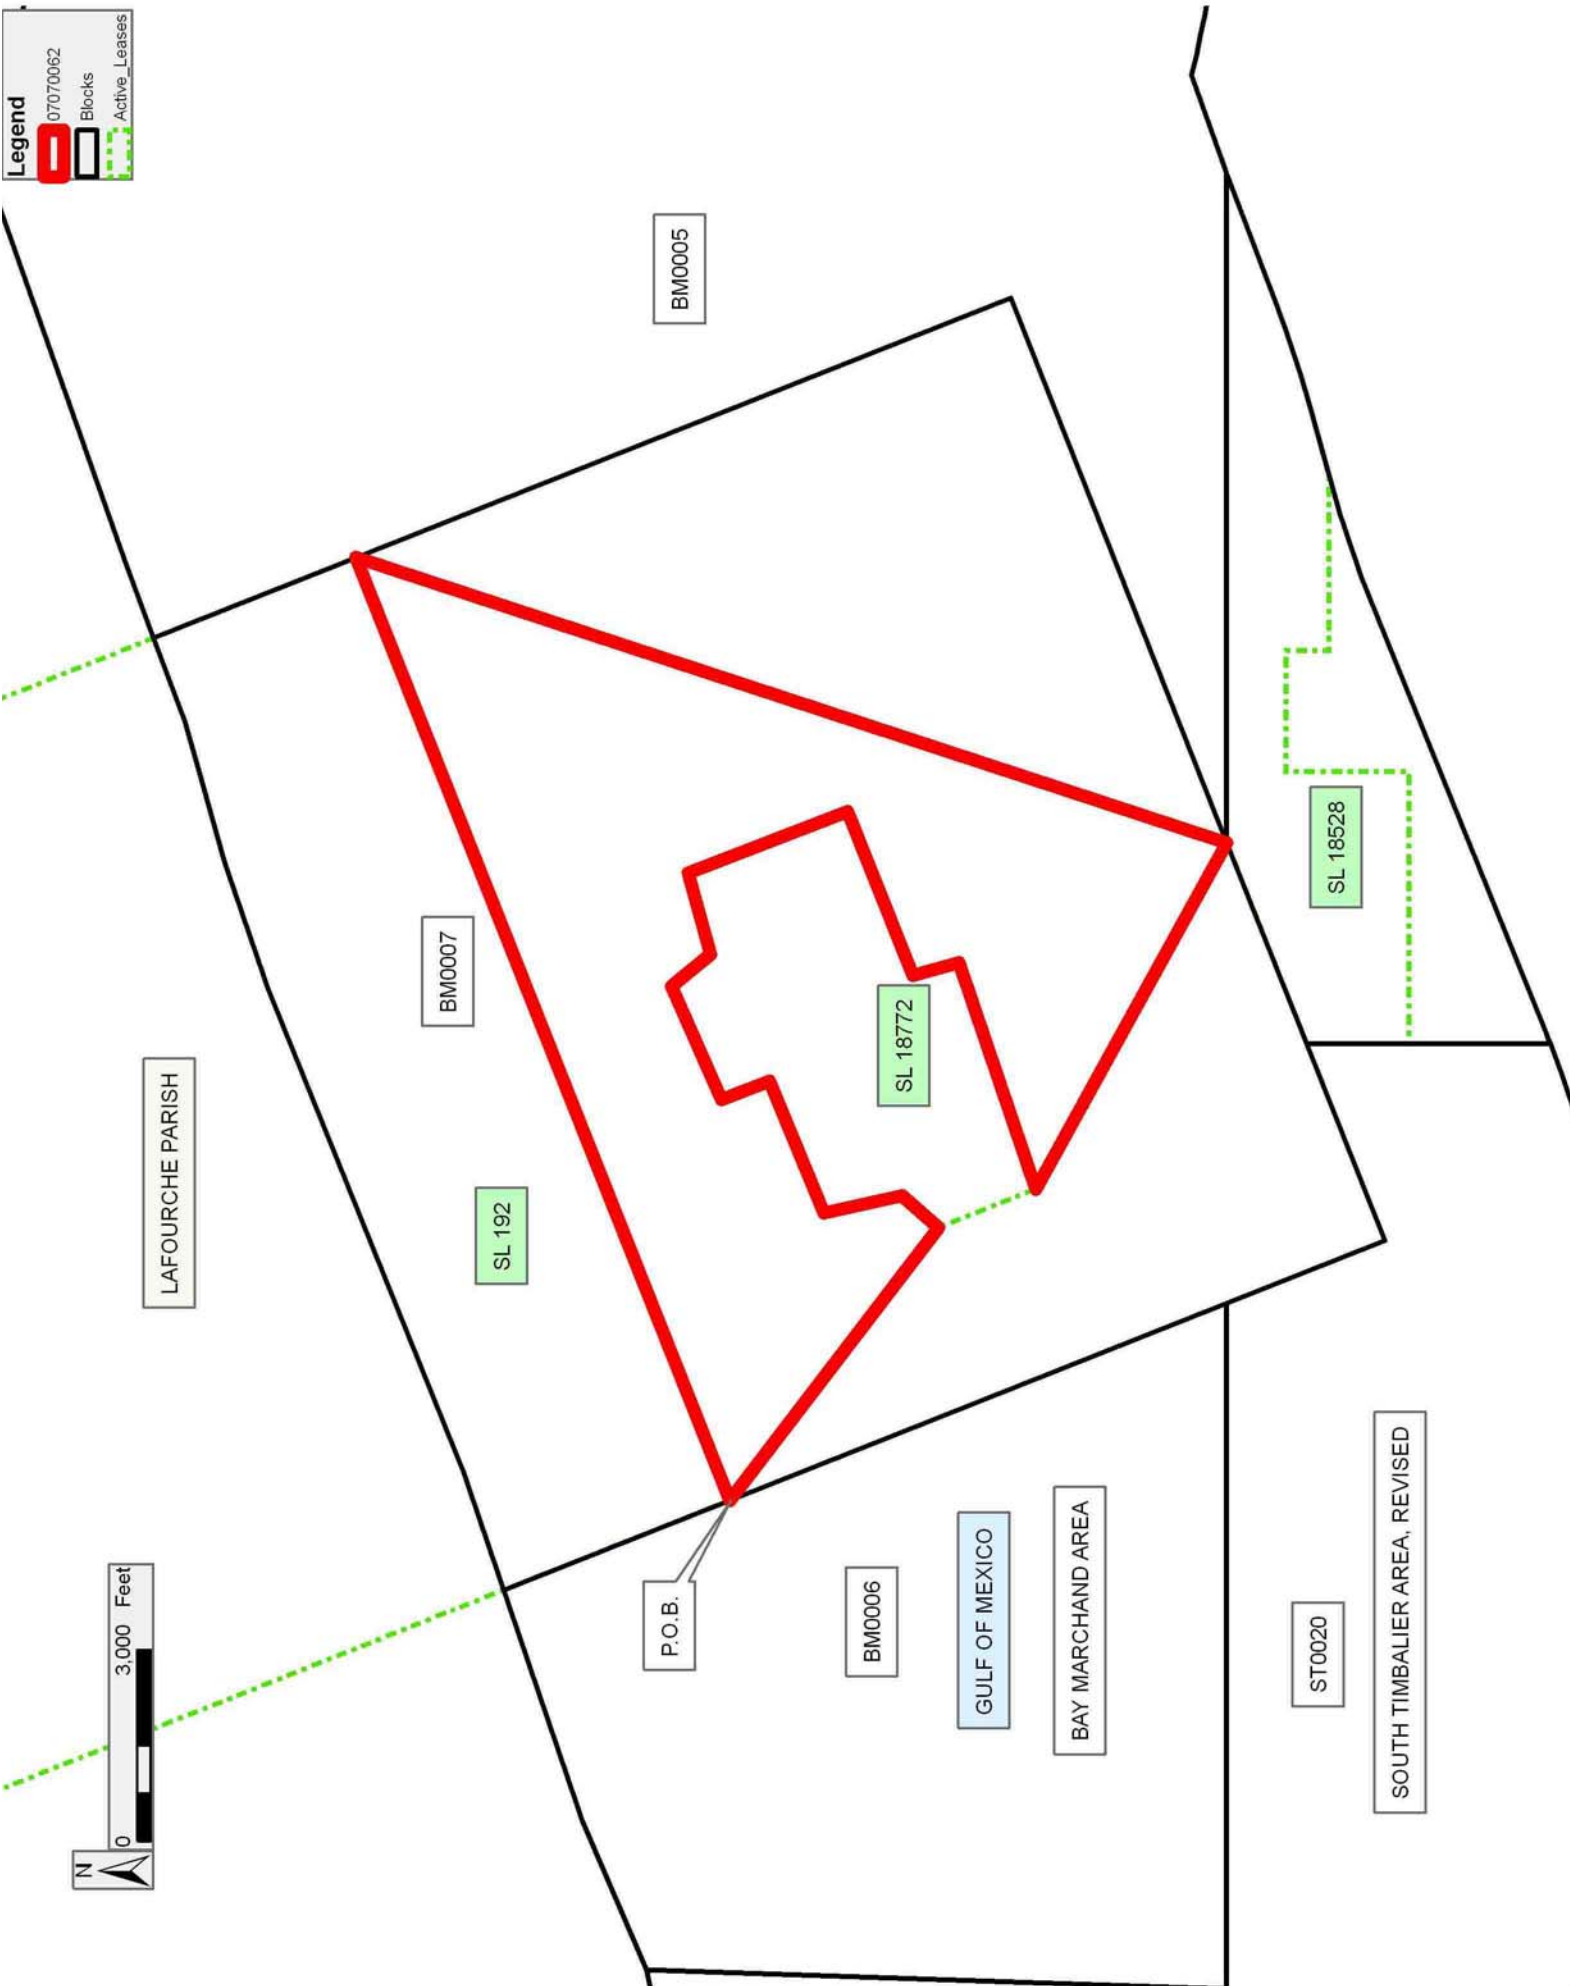 Legend
07070062
Blocks
Active_Leases
N
0 3,000 Feet
LAFOURCHE PARISH
SL 192
BM0007
BM0005
P.O.B.
BM0006
SL 18772
GULF OF MEXICO
BAY MARCHAND AREA
SL 18528
ST0020
SOUTH TIMBALIER AREA, REVISED